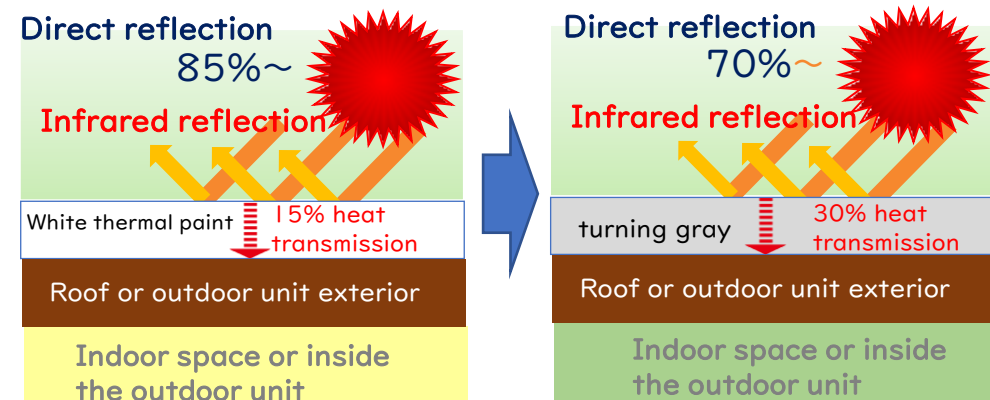 Direct reflection
85%～
Infrared reflection
White thermal paint
15% heat
transmission
Roof or outdoor unit exterior
Indoor space or inside
the outdoor unit
Direct reflection
70%～
Infrared reflection
turning gray
30% heat
transmission
Roof or outdoor unit exterior
Indoor space or inside
the outdoor unit